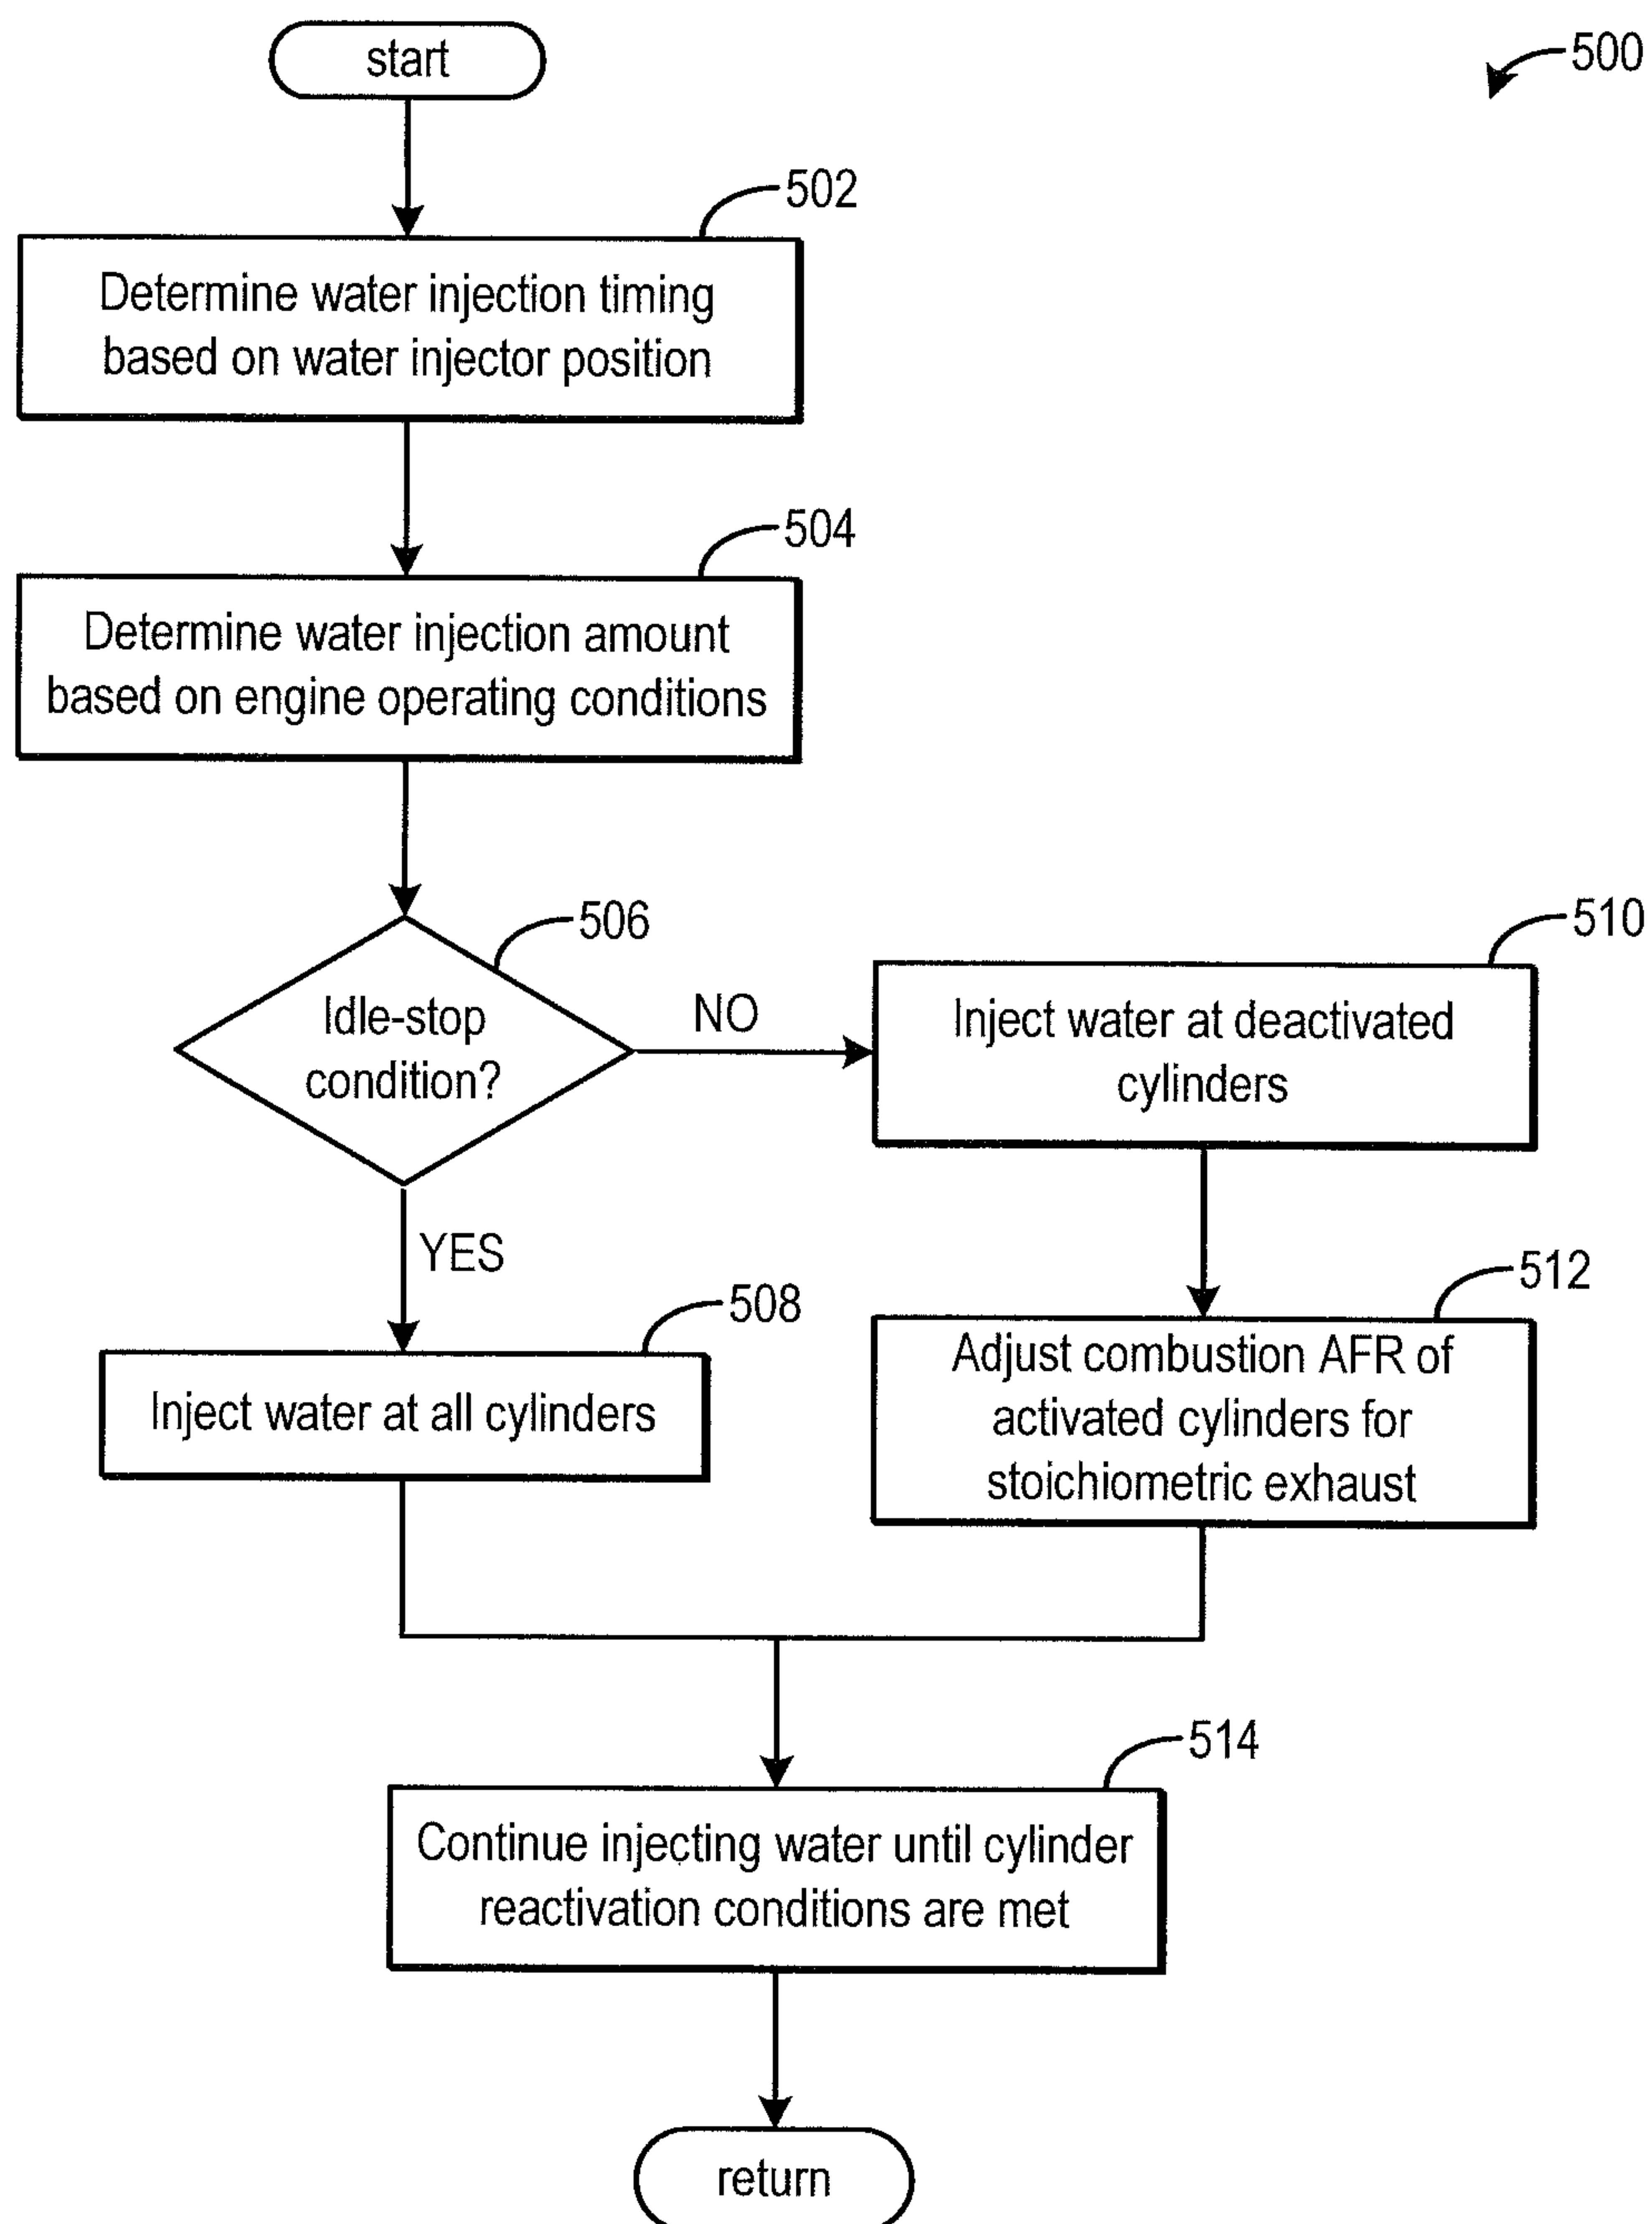 start
500
502
Determine water injection timing
based on water injector position
504
Determine water injection amount
based on engine operating conditions
506
Idle-stop
condition?
NO
510
Inject water at deactivated
cylinders
YES
508
Inject water at all cylinders
512
Adjust combustion AFR of
activated cylinders for
stoichiometric exhaust
514
Continue injecting water until cylinder
reactivation conditions are met
return